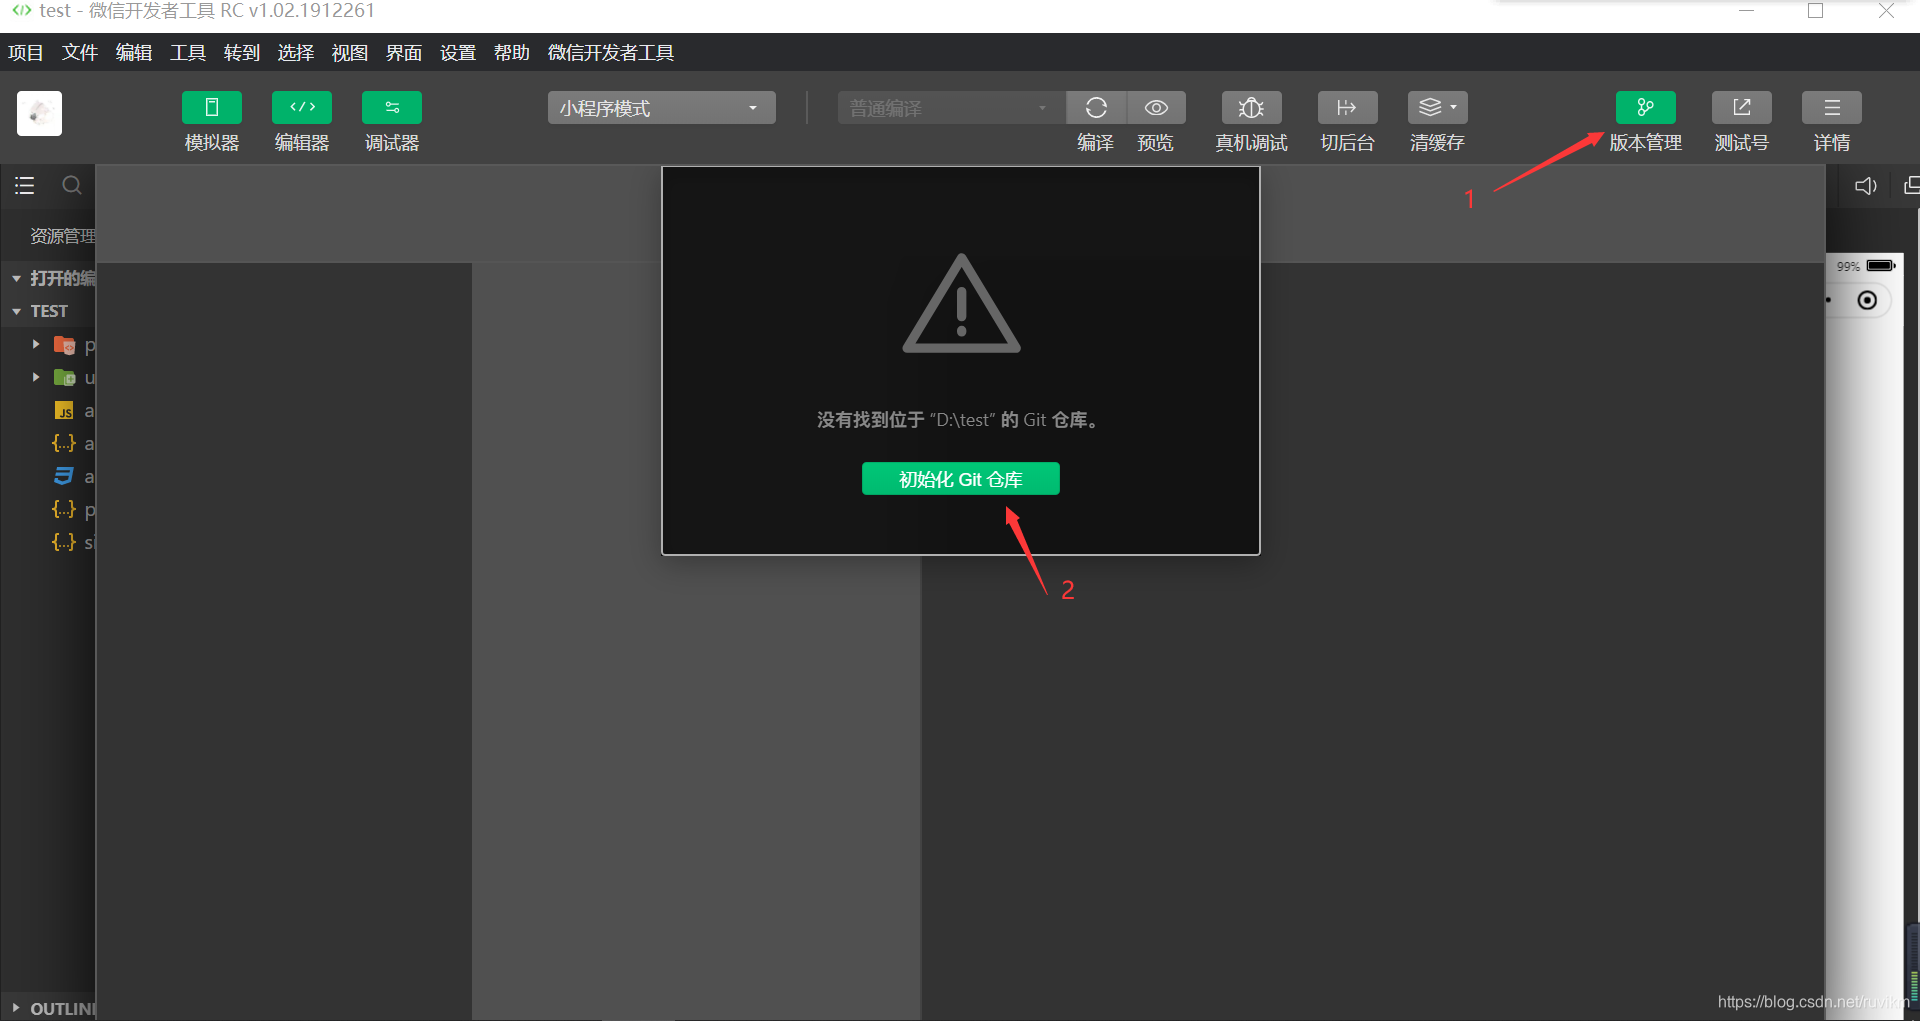 test - 微信开发者工具 RC v1.02.1912261
项目 文件 编辑 工具 转到 选择 视图 界面 设置 帮助 微信开发者工具
小程序模式 普通编译
模拟器 编辑器 调试器 编译 预览 真机调试 切后台 清缓存 版本管理 测试号 详情
1
资源管理
打开的编
99%
TEST
p
u
JS a
{...} a
a
{...} p
{...} si
没有找到位于 “D:\test” 的 Git 仓库。
初始化 Git 仓库
2
OUTLIN
https://blog.csdn.net/ruvikm